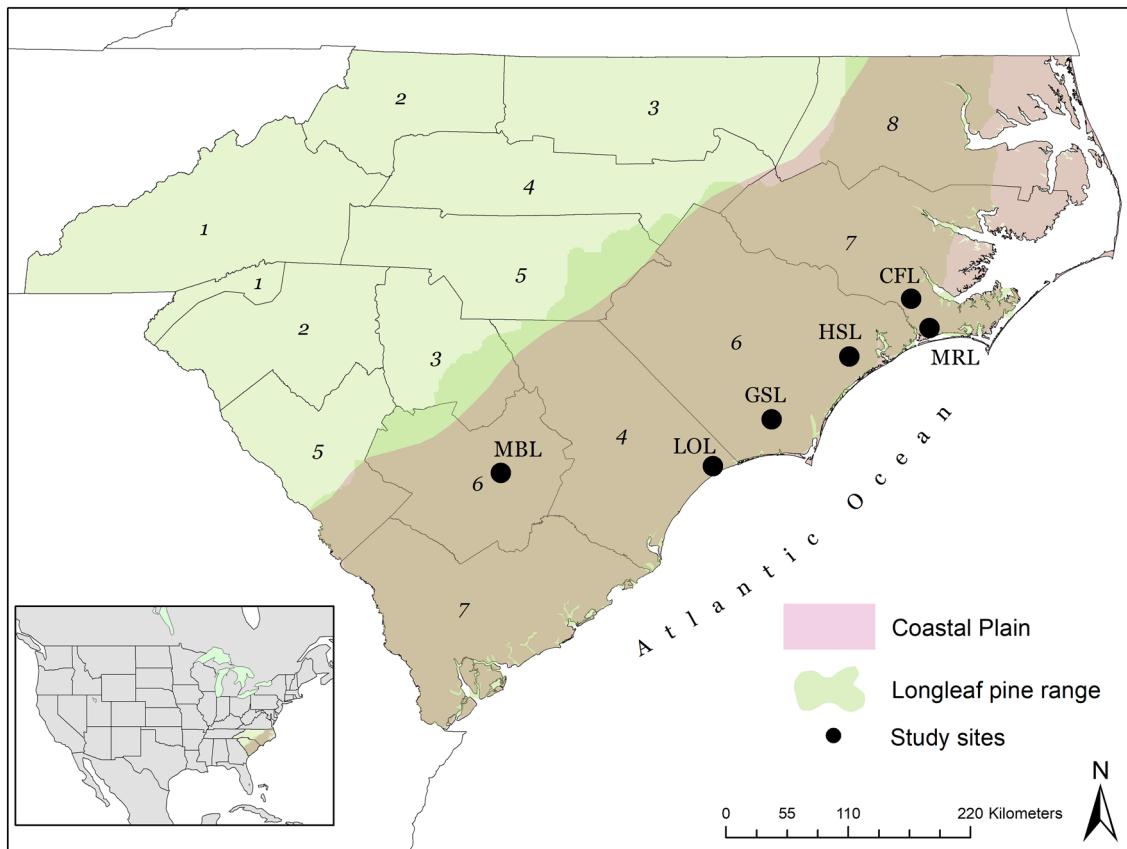 2
3
8
4
1
7
5
CFL
1
2
HSL
6
MRL
3
GSL
5
MBL
4
LOL
6
Atlantic Ocean
7
Coastal Plain
Longleaf pine range
Study sites
N
0 55 110 220 Kilometers